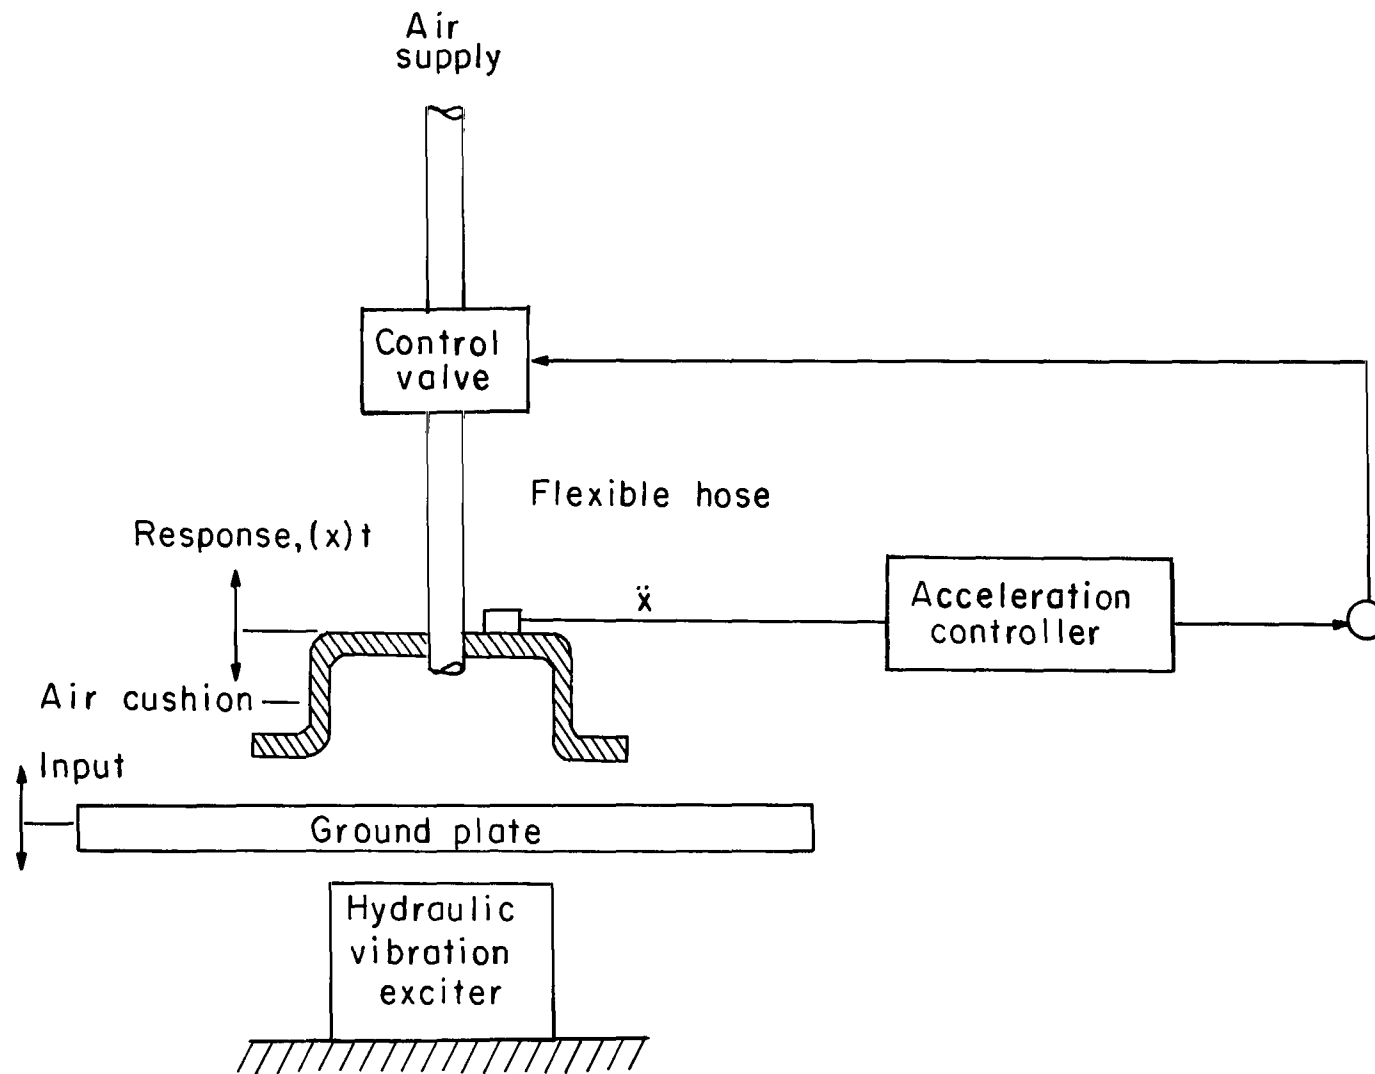 Air
supply
Control
valve
Flexible hose
Response,(x)t
ẍ
Acceleration
controller
Air cushion
Input
Ground plate
Hydraulic
vibration
exciter